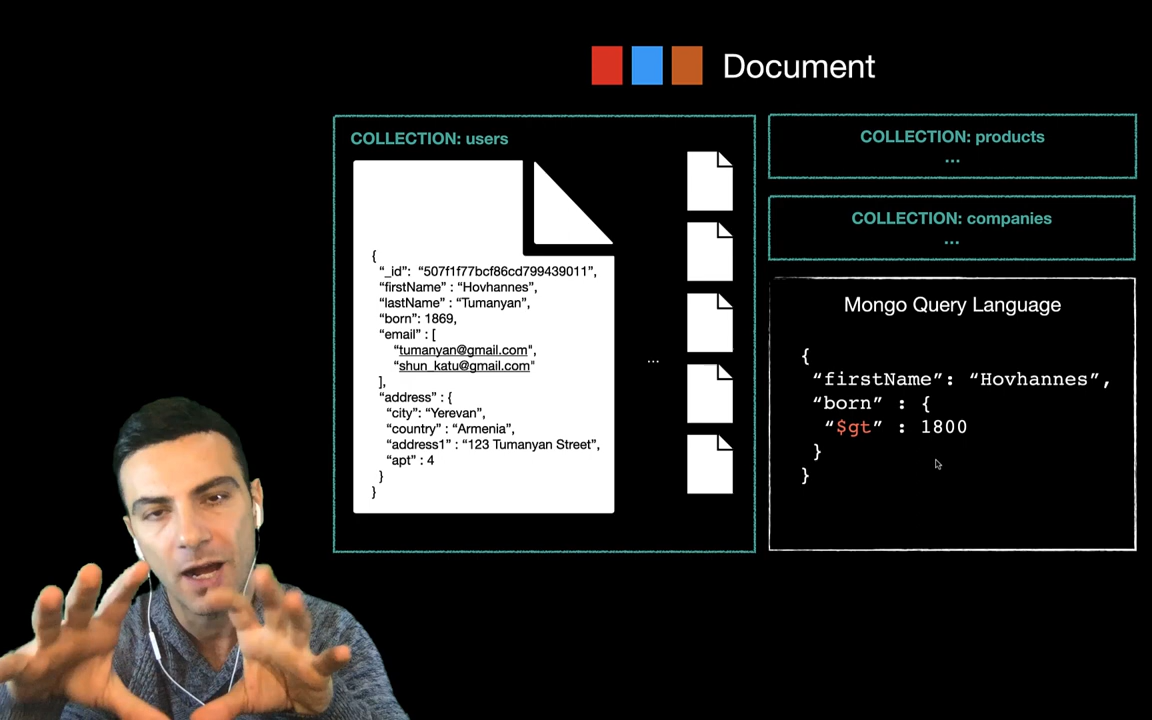 Document
COLLECTION: users
{
“_id”: “507f1f77bcf86cd799439011”,
“firstName” : “Hovhannes”,
“lastName” : “Tumanyan”,
“born”: 1869,
“email” : [
“tumanyan@gmail.com",
“shun_katu@gmail.com"
],
“address” : {
“city”: “Yerevan”,
“country” : “Armenia”,
“address1” : “123 Tumanyan Street”,
“apt” : 4
}
}
...
COLLECTION: products
...
COLLECTION: companies
...
Mongo Query Language
{
“firstName”: “Hovhannes”,
“born” : {
“$gt” : 1800
}
}